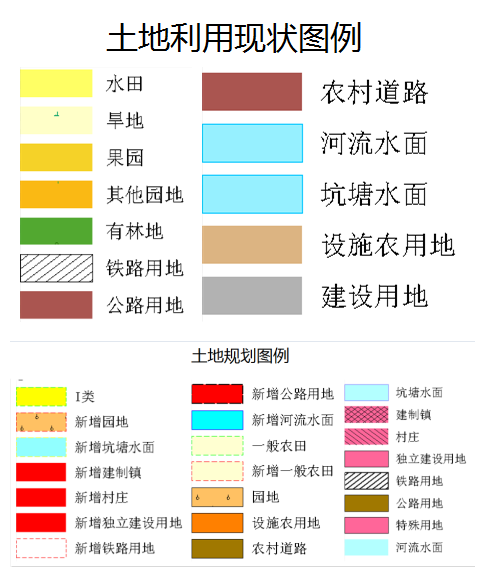 土地利用现状图例
水田
旱地
果园
其他园地
有林地
铁路用地
公路用地
农村道路
河流水面
坑塘水面
设施农用地
建设用地
土地规划图例
I类
新增园地
新增坑塘水面
新增建制镇
新增村庄
新增独立建设用地
新增铁路用地
新增公路用地
新增河流水面
一般农田
新增一般农田
园地
设施农用地
农村道路
坑塘水面
建制镇
村庄
独立建设用地
铁路用地
公路用地
特殊用地
河流水面